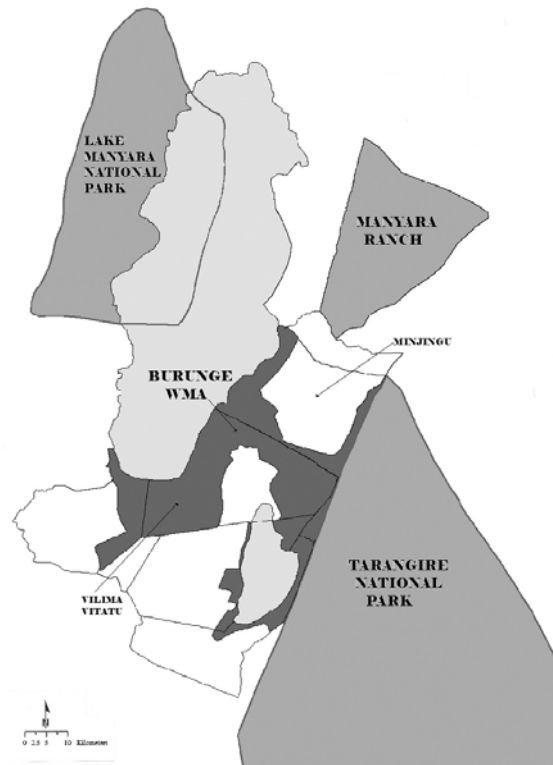 LAKE
MANYARA
NATIONAL
PARK
MANYARA
RANCH
MINJINGU
BURUNGE
WMA
TARANGIRE
NATIONAL
PARK
VILIMA
VITATU
N
0 2.5 5 10 Kilometers